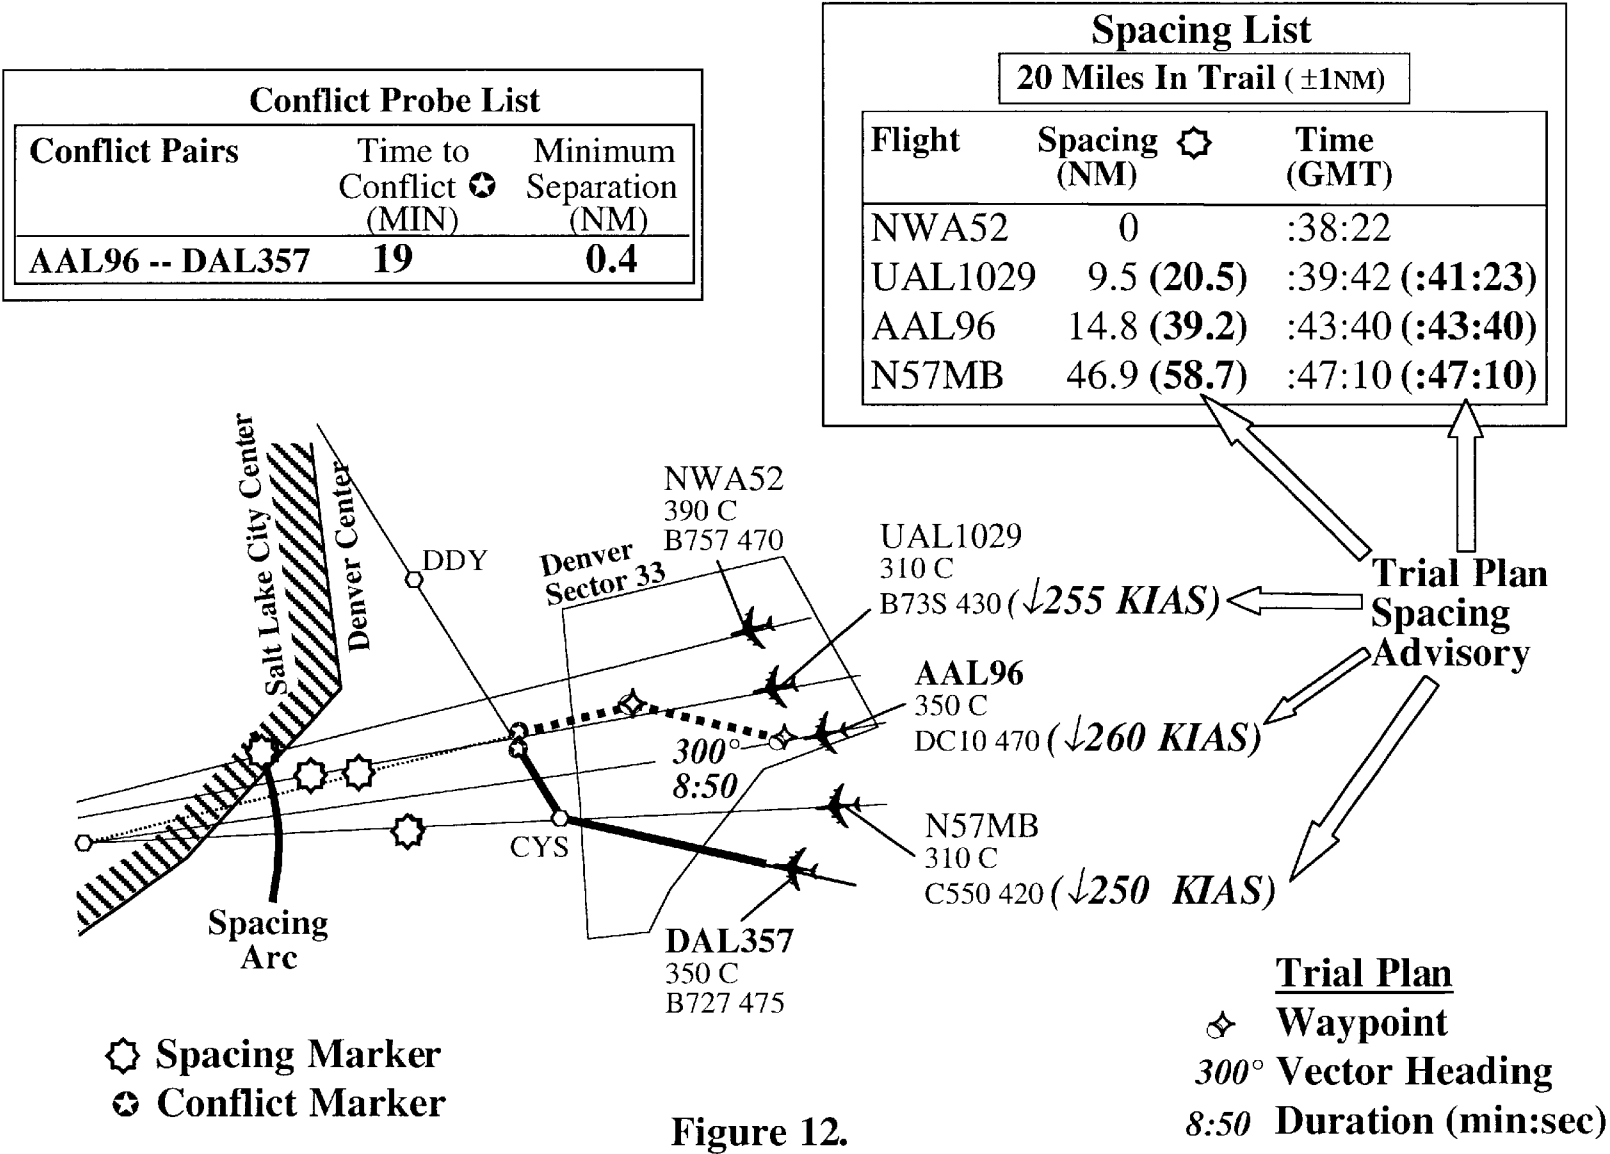 Spacing List
20 Miles In Trail ( ±1NM)
Flight Spacing Time
(NM) (GMT)
NWA52 0 :38:22
UAL1029 9.5 (20.5) :39:42 (:41:23)
AAL96 14.8 (39.2) :43:40 (:43:40)
N57MB 46.9 (58.7) :47:10 (:47:10)
Conflict Probe List
Conflict Pairs Time to Minimum
Conflict Separation
(MIN) (NM)
AAL96 -- DAL357 19 0.4
Salt Lake City Center
Denver Center
DDY
Denver
Sector 33
NWA52
390 C
B757 470
UAL1029
310 C
B73S 430 (↓255 KIAS)
Trial Plan
Spacing
Advisory
AAL96
350 C
DC10 470 (↓260 KIAS)
300°
8:50
CYS
N57MB
310 C
C550 420 (↓250 KIAS)
Spacing
Arc
DAL357
350 C
B727 475
Spacing Marker
Conflict Marker
Trial Plan
Waypoint
300° Vector Heading
8:50 Duration (min:sec)
Figure 12.